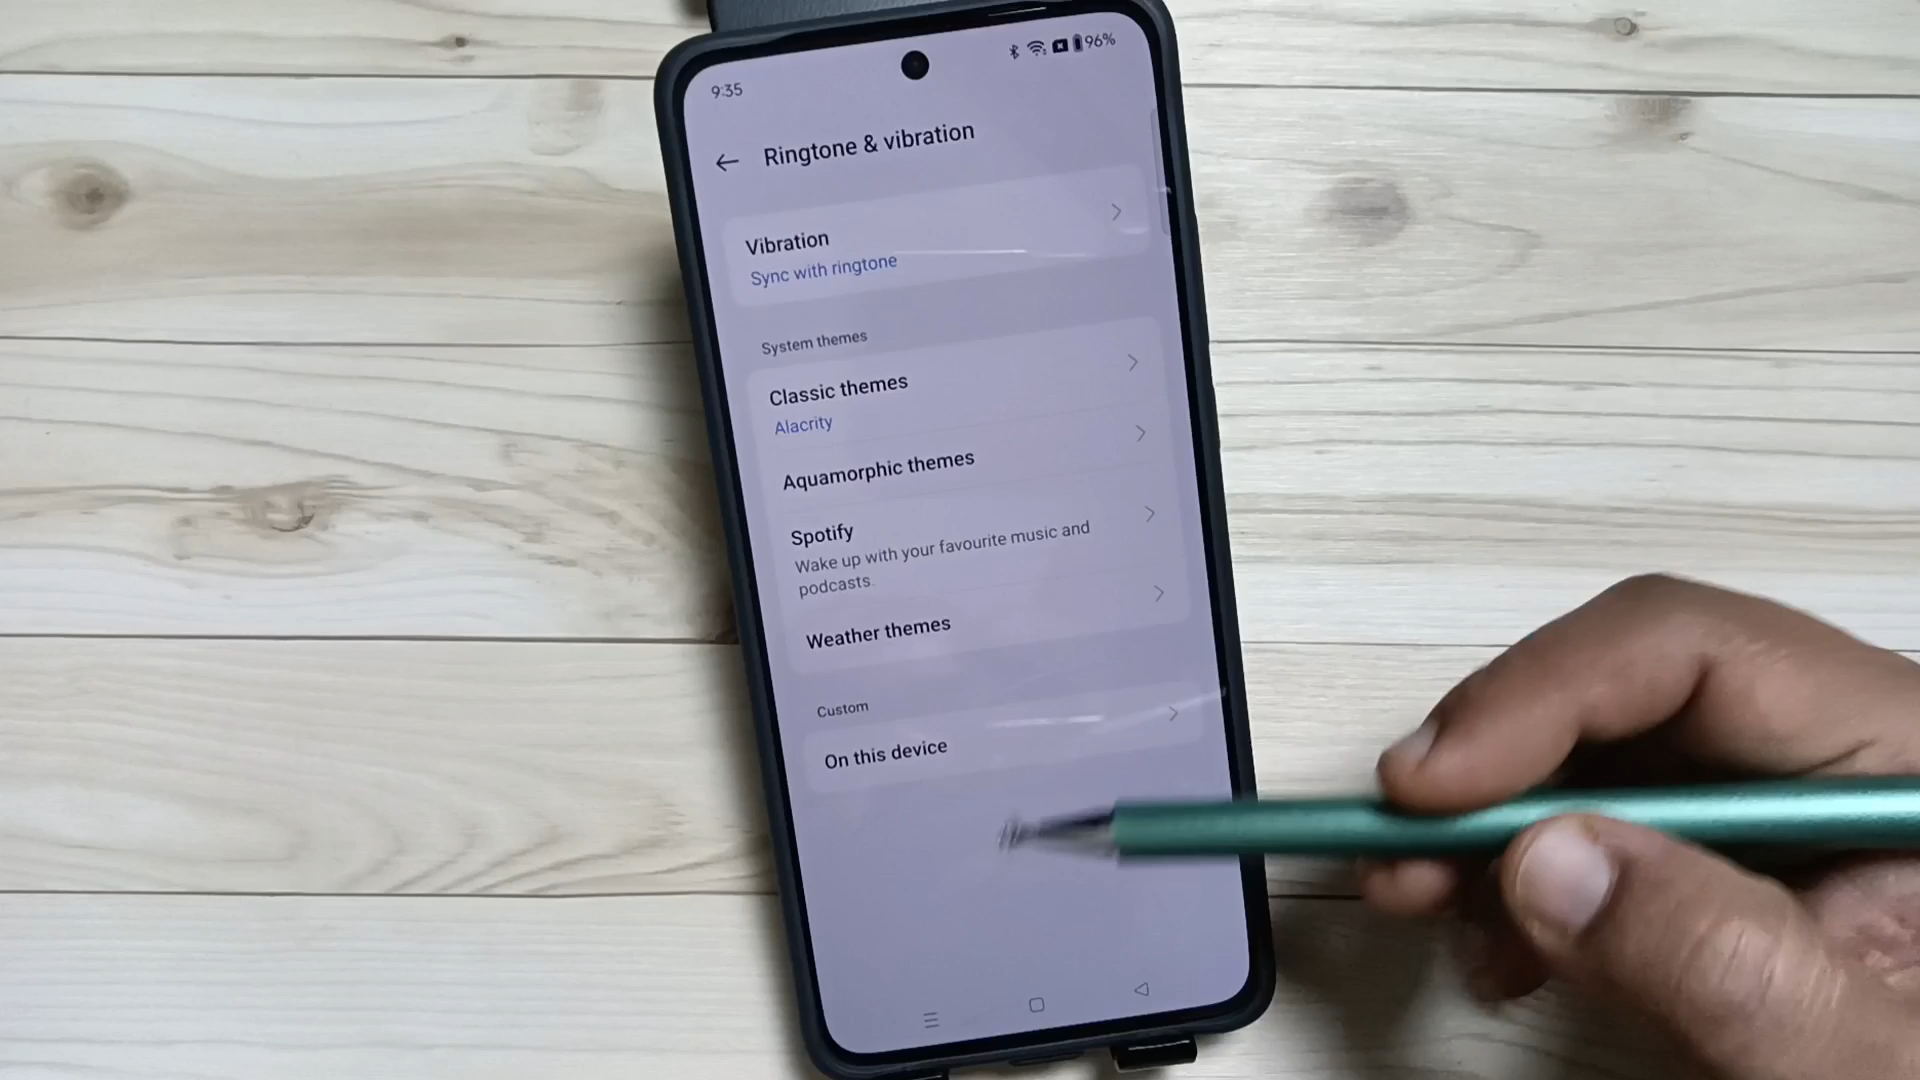 9:35
96%
Ringtone & vibration
Vibration
Sync with ringtone
System themes
Classic themes
Alacrity
Aquamorphic themes
Spotify
Wake up with your favourite music and
podcasts.
Weather themes
Custom
On this device